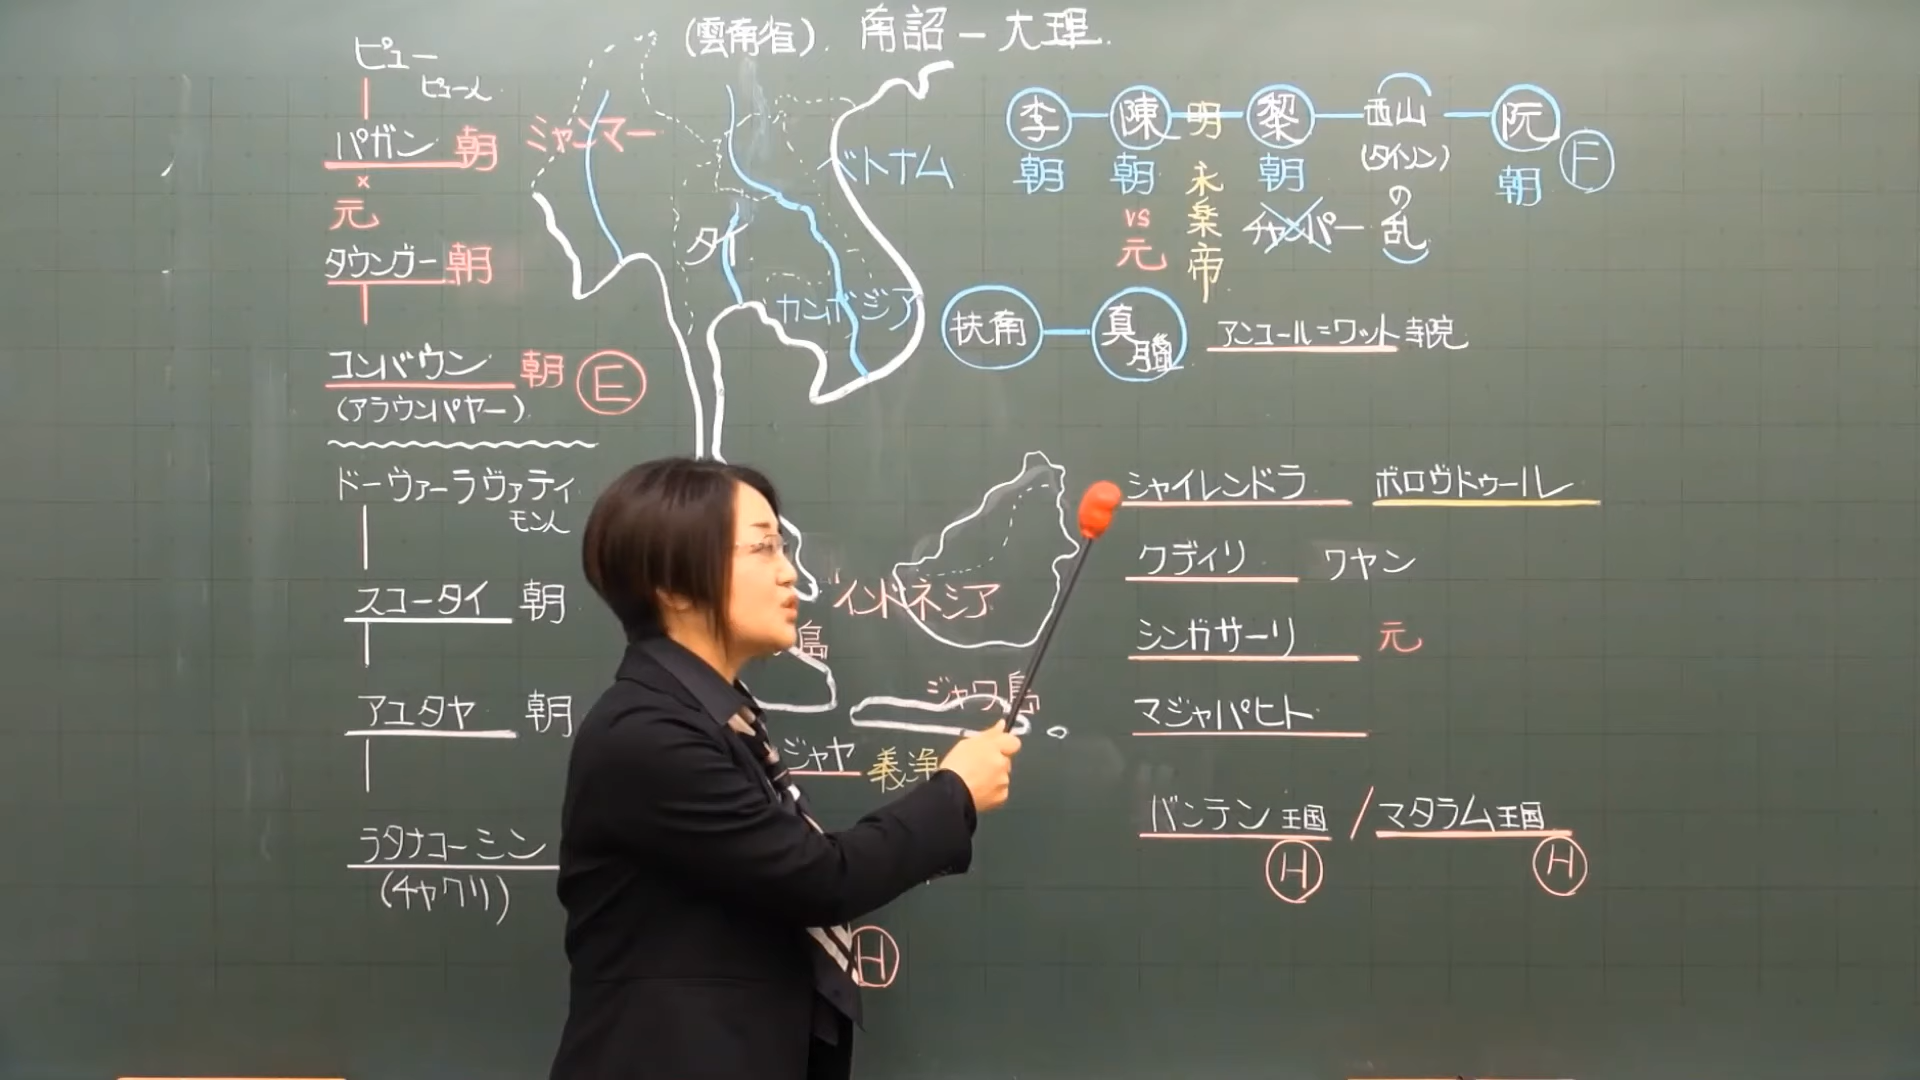 (雲南省) 南詔－大理
ピュー
ピュー人
パガン朝
×
元
タウングー朝
コンバウン朝 Ⓔ
(アラウンパヤー)
ドーヴァーラヴァティ
モン人
スコータイ朝
アユタヤ朝
ラタナコーシン
(チャクリ)
ミャンマー
ベトナム
タイ
カンボジア
李朝
陳朝
vs
元
明
永楽帝
黎朝
チャンパー
西山
(タイソン)
の乱
阮朝 Ⓕ
扶南 真臘 アンコール=ワット寺院
インドネシア
島
ジャワ島
ジャヤ 義浄
Ⓗ
シャイレンドラ ボロヴドゥール
クディリ ワヤン
シンガサーリ 元
マジャパヒト
バンテン王国 / マタラム王国
Ⓗ Ⓗ